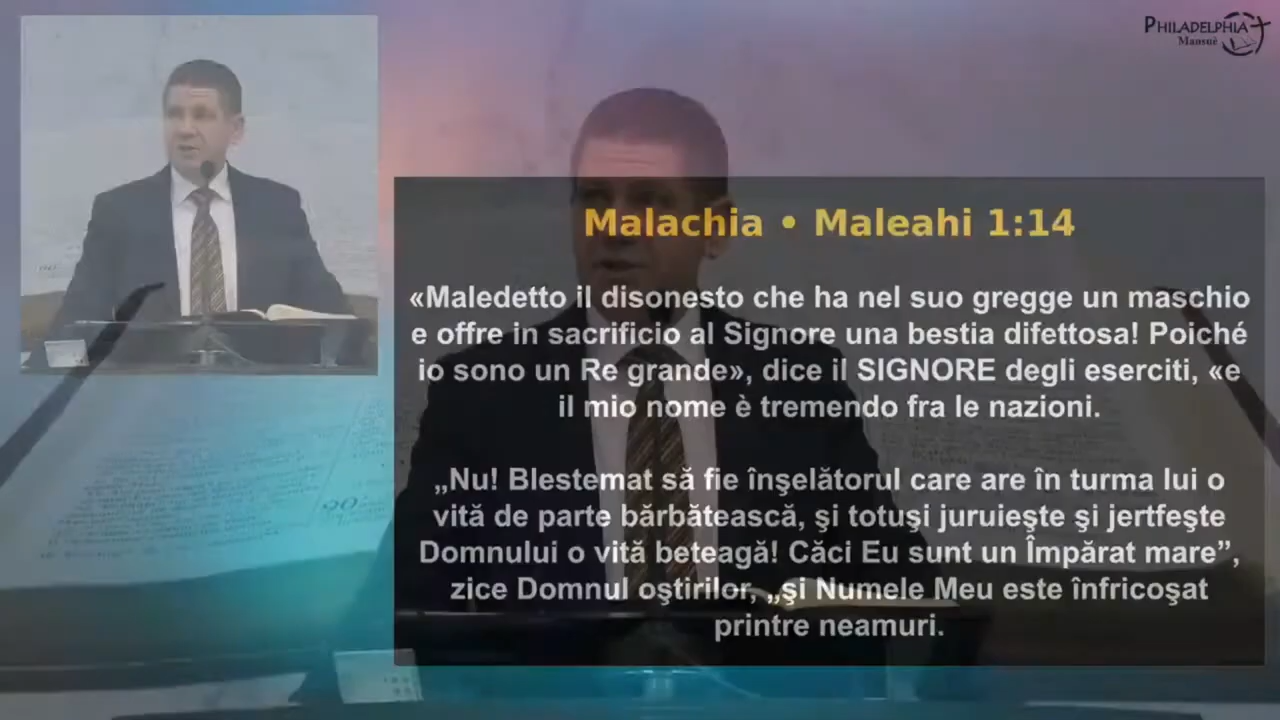 PHILADELPHIA
Mansuè
Malachia • Maleahi 1:14
«Maledetto il disonesto che ha nel suo gregge un maschio
e offre in sacrificio al Signore una bestia difettosa! Poiché
io sono un Re grande», dice il SIGNORE degli eserciti, «e
il mio nome è tremendo fra le nazioni.
„Nu! Blestemat să fie înşelătorul care are în turma lui o
vită de parte bărbătească, şi totuşi juruieşte şi jertfeşte
Domnului o vită beteagă! Căci Eu sunt un Împărat mare”,
zice Domnul oştirilor, „şi Numele Meu este înfricoşat
printre neamuri.